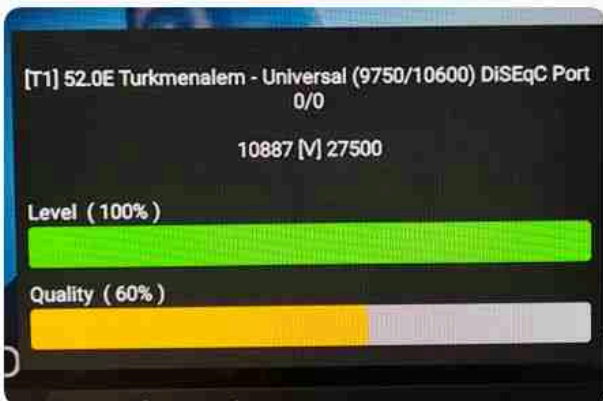 [T1] 52.0E Turkmenalem - Universal (9750/10600) DiSEqC Port
0/0
10887 [V] 27500
Level ( 100% )
Quality ( 60% )